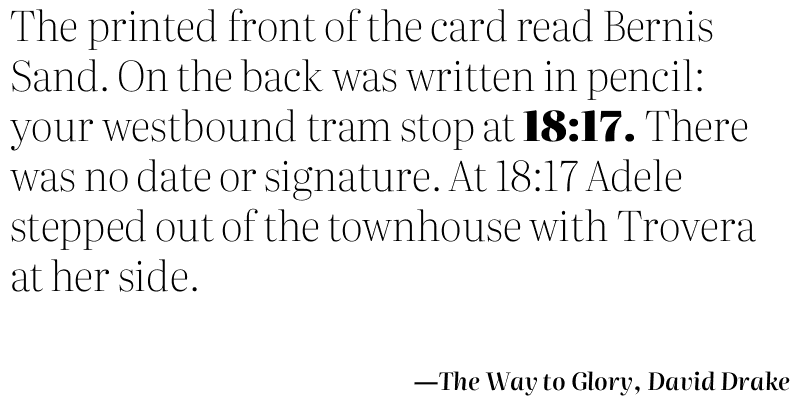 The printed front of the card read Bernis
Sand. On the back was written in pencil:
your westbound tram stop at 18:17. There
was no date or signature. At 18:17 Adele
stepped out of the townhouse with Trovera
at her side.
—The Way to Glory, David Drake